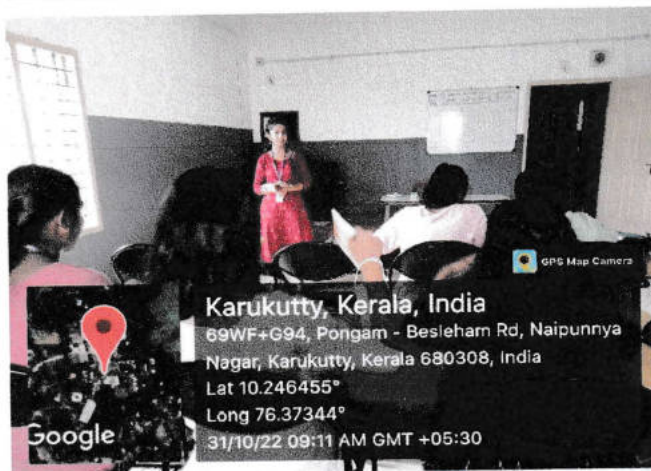 GPS Map Camera
Karukutty, Kerala, India
69WF+G94, Pongam - Besleham Rd, Naipunnya
Nagar, Karukutty, Kerala 680308, India
Lat 10.246455°
Long 76.37344°
31/10/22 09:11 AM GMT +05:30
Google